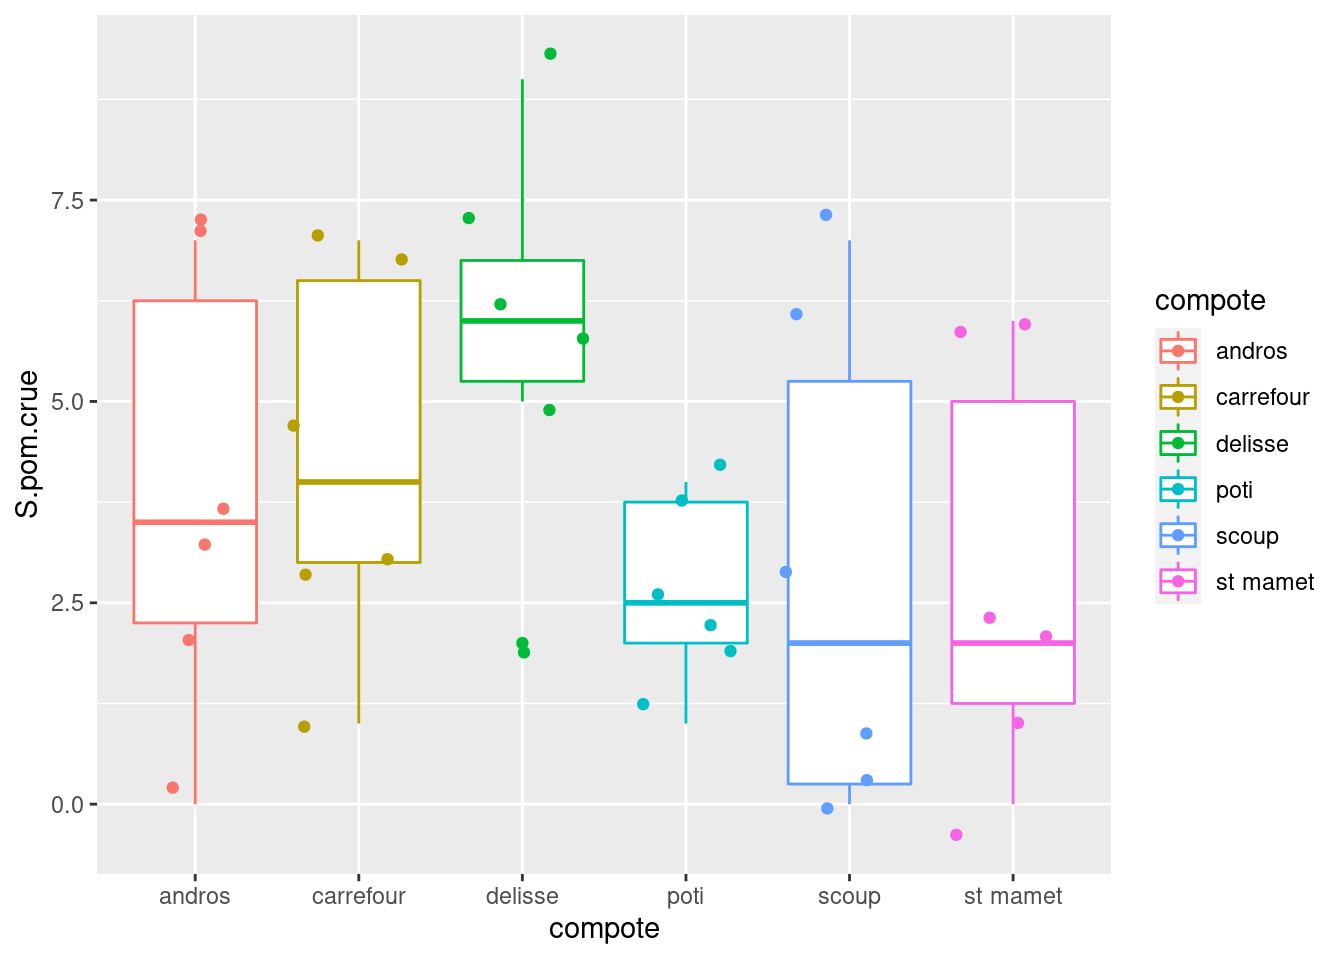 S.pom.crue
7.5
5.0
2.5
0.0
andros carrefour delisse poti scoup st mamet
compote
compote
andros
carrefour
delisse
poti
scoup
st mamet